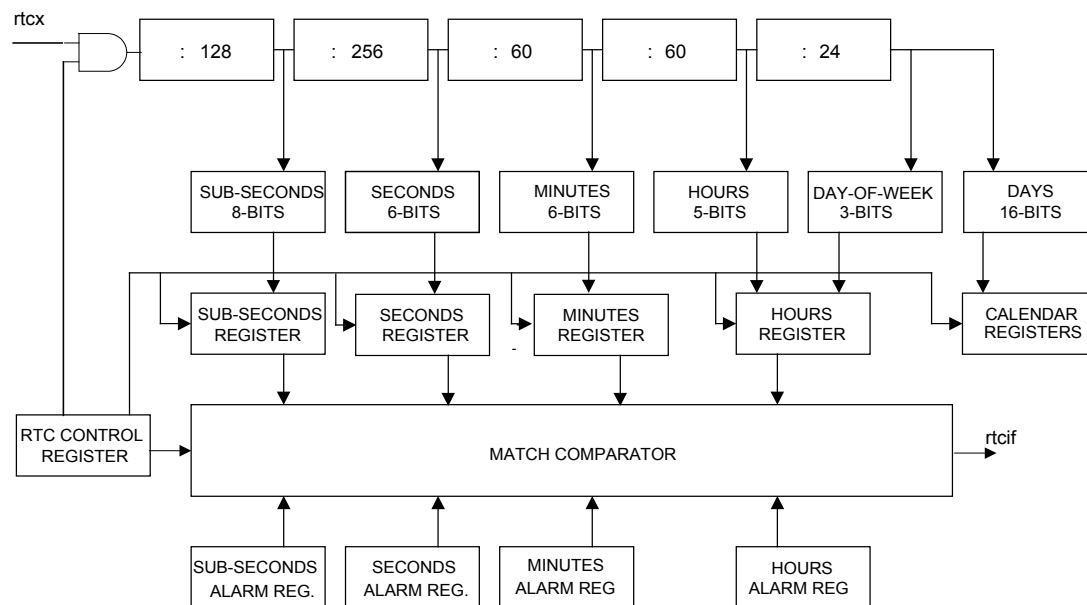 rtcx
: 128
: 256
: 60
: 60
: 24
SUB-SECONDS
8-BITS
SECONDS
6-BITS
MINUTES
6-BITS
HOURS
5-BITS
DAY-OF-WEEK
3-BITS
DAYS
16-BITS
SUB-SECONDS
REGISTER
SECONDS
REGISTER
MINUTES
REGISTER
HOURS
REGISTER
CALENDAR
REGISTERS
RTC CONTROL
REGISTER
MATCH COMPARATOR
rtcif
SUB-SECONDS
ALARM REG.
SECONDS
ALARM REG.
MINUTES
ALARM REG
HOURS
ALARM REG